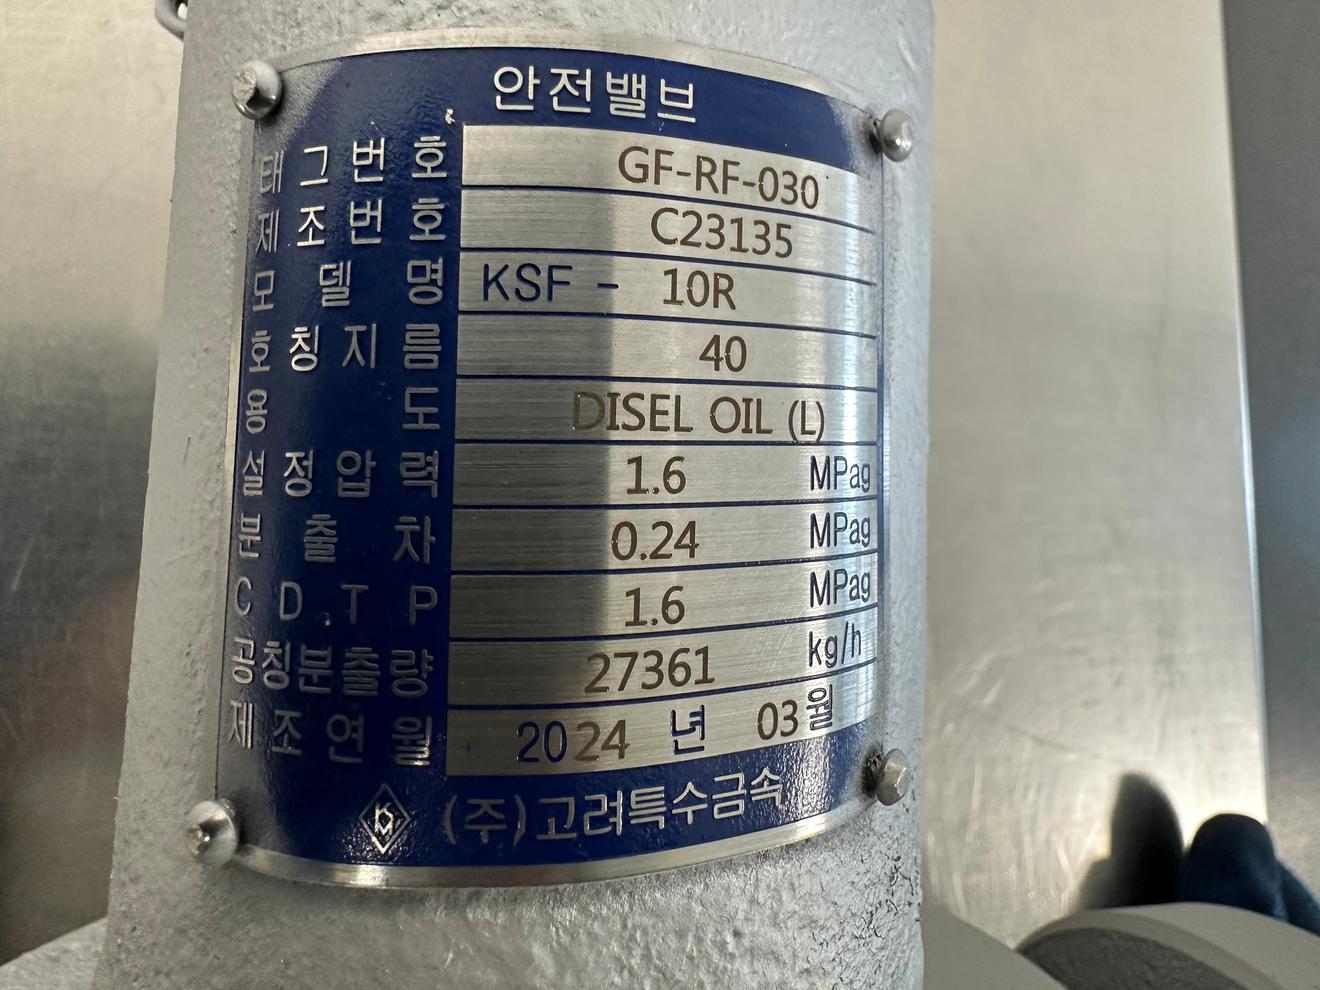 안전밸브
태그번호 GF-RF-030
제조번호 C23135
모델명 KSF - 10R
호칭지름 40
용도 DISEL OIL (L)
설정압력 1.6 MPag
분출차 0.24 MPag
CDTP 1.6 MPag
공칭분출량 27361 kg/h
제조연월 2024 년 03 월
(주)고려특수금속